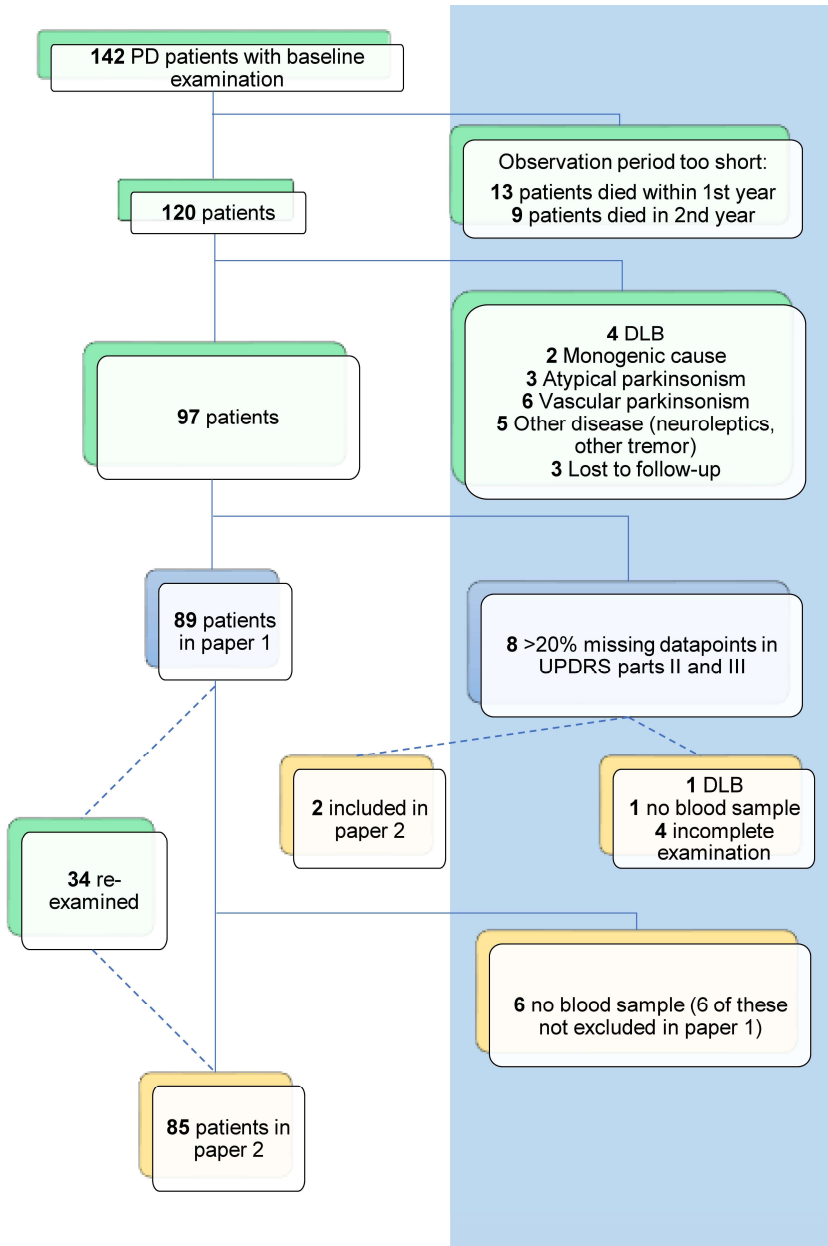 142 PD patients with baseline
examination
Observation period too short:
13 patients died within 1st year
9 patients died in 2nd year
120 patients
4 DLB
2 Monogenic cause
3 Atypical parkinsonism
6 Vascular parkinsonism
5 Other disease (neuroleptics,
other tremor)
3 Lost to follow-up
97 patients
89 patients
in paper 1
8 >20% missing datapoints in
UPDRS parts II and III
2 included in
paper 2
1 DLB
1 no blood sample
4 incomplete
examination
34 re-
examined
6 no blood sample (6 of these
not excluded in paper 1)
85 patients in
paper 2